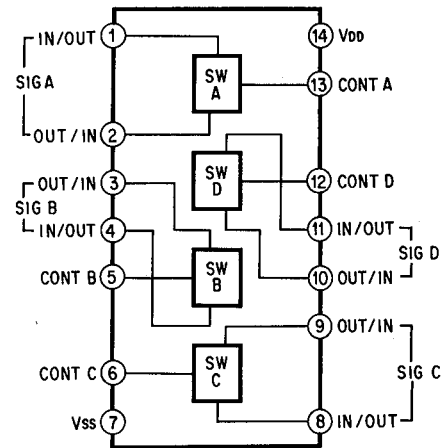 IN/OUT 1 14 VDD
SW A
SIG A 13 CONT A
OUT/IN 2
OUT/IN 3 SW D 12 CONT D
SIG B
IN/OUT 4 11 IN/OUT
SIG D
CONT B 5 SW B 10 OUT/IN
9 OUT/IN
CONT C 6 SW C SIG C
VSS 7 8 IN/OUT